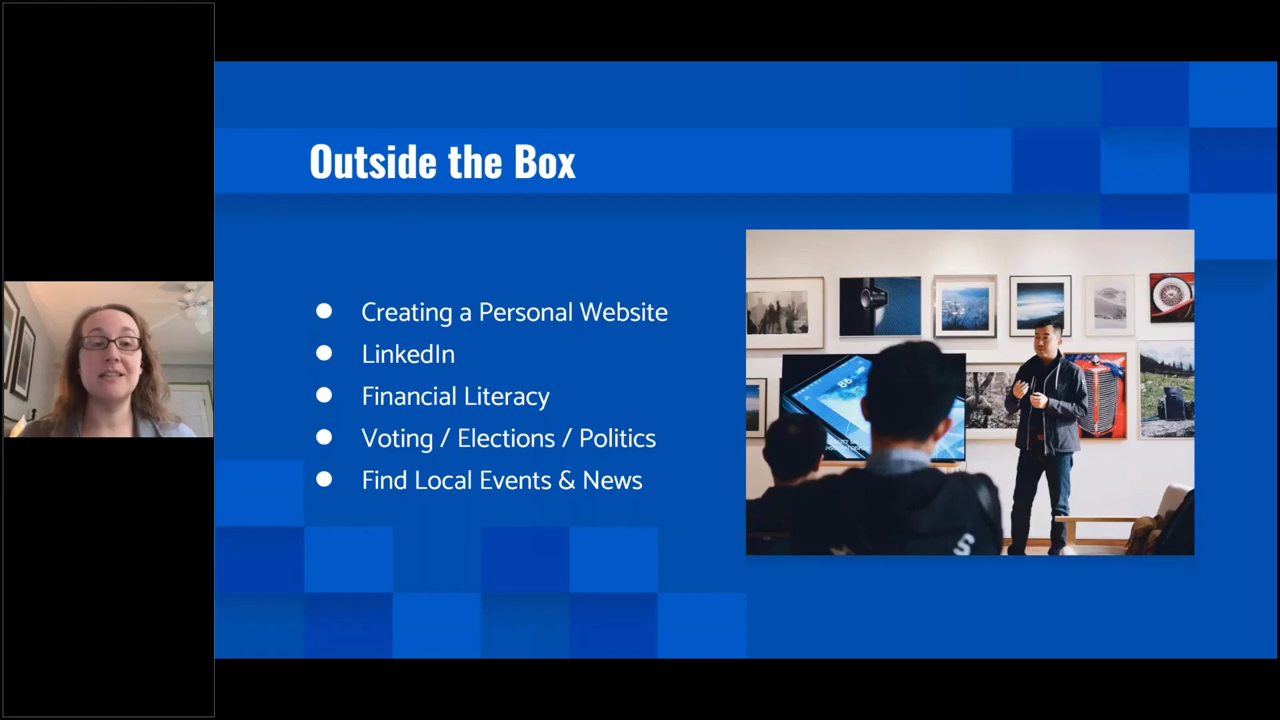 Outside the Box
Creating a Personal Website
LinkedIn
Financial Literacy
Voting / Elections / Politics
Find Local Events & News